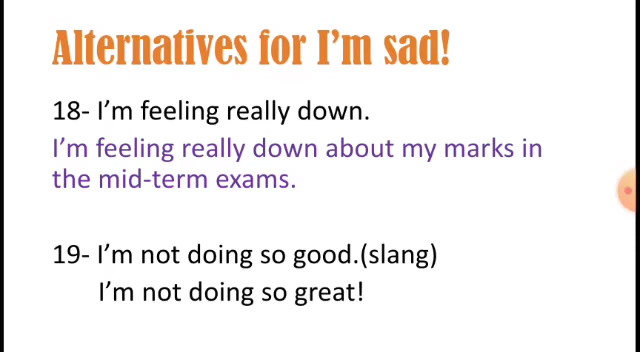 Alternatives for I'm sad!
18- I'm feeling really down.
I'm feeling really down about my marks in
the mid-term exams.
19- I'm not doing so good.(slang)
I'm not doing so great!